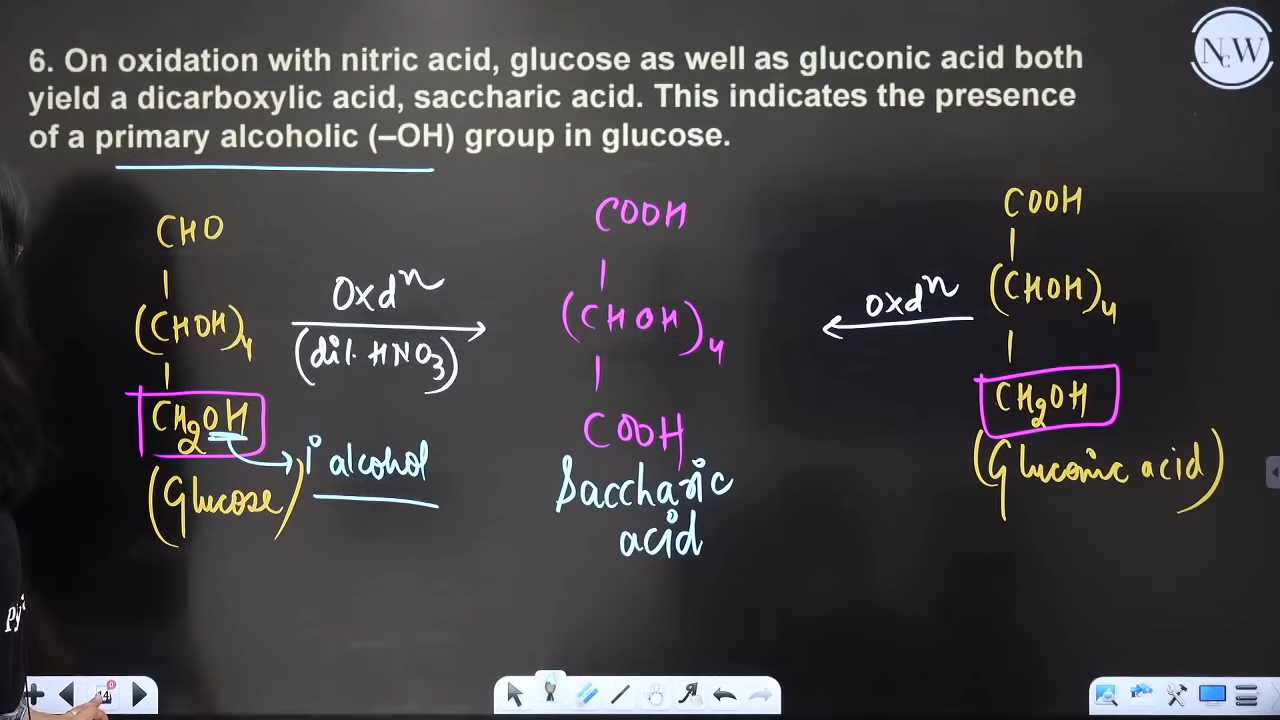 6. On oxidation with nitric acid, glucose as well as gluconic acid both
yield a dicarboxylic acid, saccharic acid. This indicates the presence
of a primary alcoholic (–OH) group in glucose.
NcW
CHO
|
(CHOH)4
|
CH2OH
(Glucose)
1° alcohol
Oxdn
(dil. HNO3)
COOH
|
(CHOH)4
|
COOH
Saccharic
acid
oxdn
COOH
|
(CHOH)4
|
CH2OH
(Gluconic acid)
14